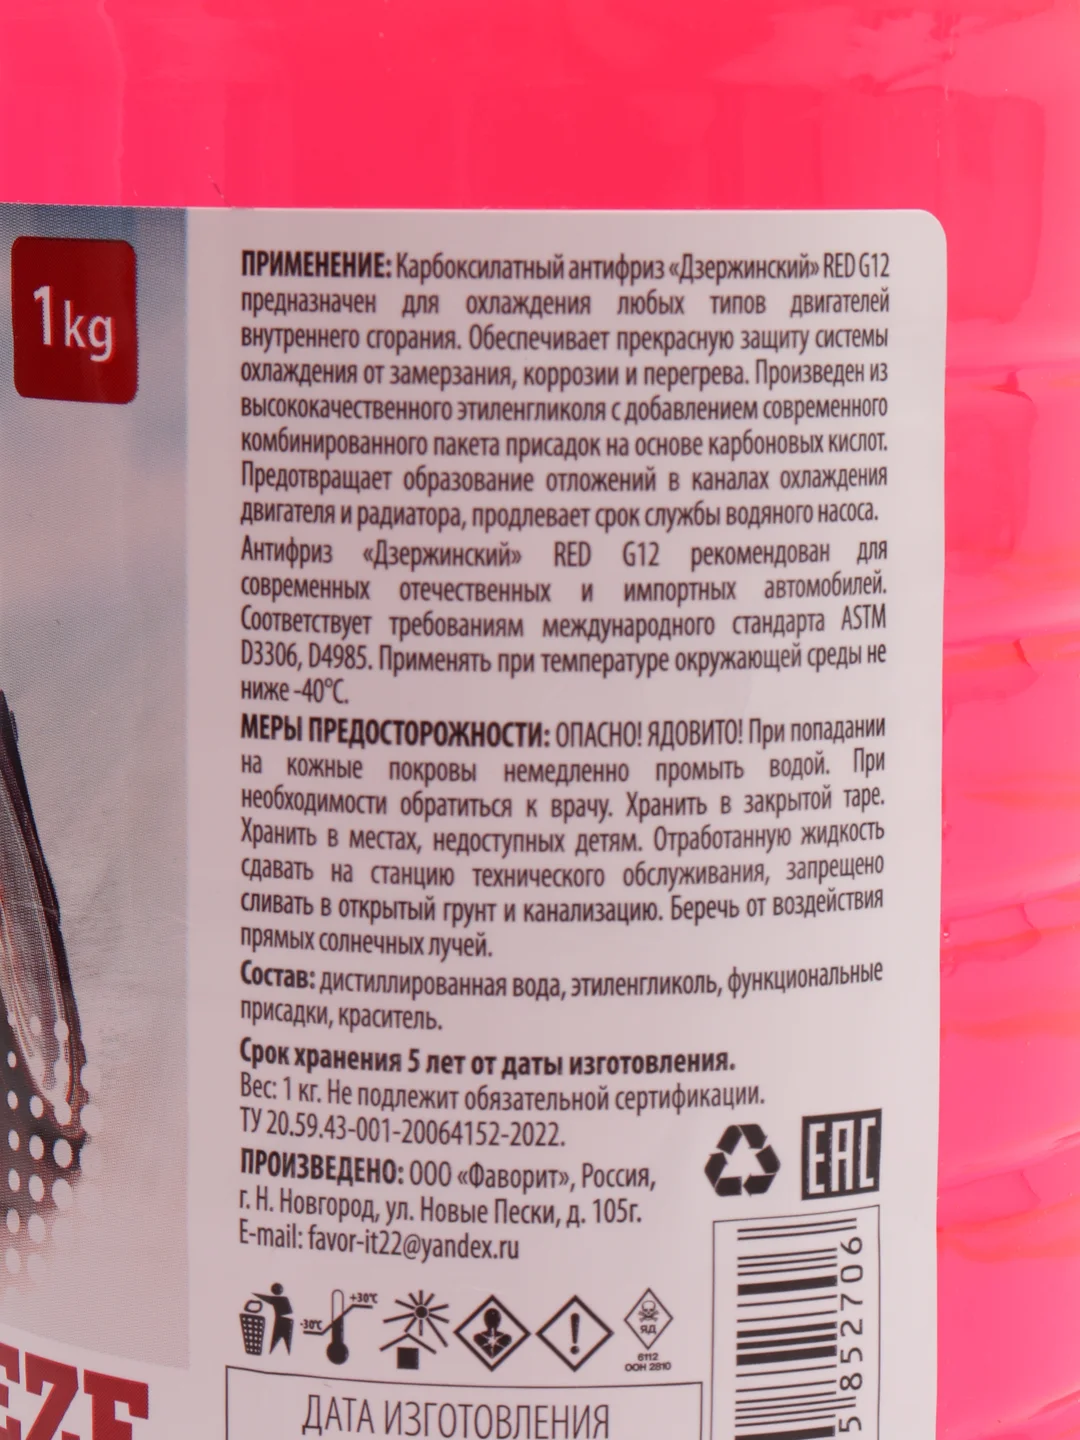 1kg
ПРИМЕНЕНИЕ: Карбоксилатный антифриз «Дзержинский» RED G12
предназначен для охлаждения любых типов двигателей
внутреннего сгорания. Обеспечивает прекрасную защиту системы
охлаждения от замерзания, коррозии и перегрева. Произведен из
высококачественного этиленгликоля с добавлением современного
комбинированного пакета присадок на основе карбоновых кислот.
Предотвращает образование отложений в каналах охлаждения
двигателя и радиатора, продлевает срок службы водяного насоса.
Антифриз «Дзержинский» RED G12 рекомендован для
современных отечественных и импортных автомобилей.
Соответствует требованиям международного стандарта ASTM
D3306, D4985. Применять при температуре окружающей среды не
ниже -40°С.
МЕРЫ ПРЕДОСТОРОЖНОСТИ: ОПАСНО! ЯДОВИТО! При попадании
на кожные покровы немедленно промыть водой. При
необходимости обратиться к врачу. Хранить в закрытой таре.
Хранить в местах, недоступных детям. Отработанную жидкость
сдавать на станцию технического обслуживания, запрещено
сливать в открытый грунт и канализацию. Беречь от воздействия
прямых солнечных лучей.
Состав: дистиллированная вода, этиленгликоль, функциональные
присадки, краситель.
Срок хранения 5 лет от даты изготовления.
Вес: 1 кг. Не подлежит обязательной сертификации.
ТУ 20.59.43-001-20064152-2022.
ПРОИЗВЕДЕНО: ООО «Фаворит», Россия,
г. Н. Новгород, ул. Новые Пески, д. 105г.
E-mail: favor-it22@yandex.ru
EAC
-30°C
+30°C
ЯД
6112
ООН 2810
5852706
EZE
ДАТА ИЗГОТОВЛЕНИЯ